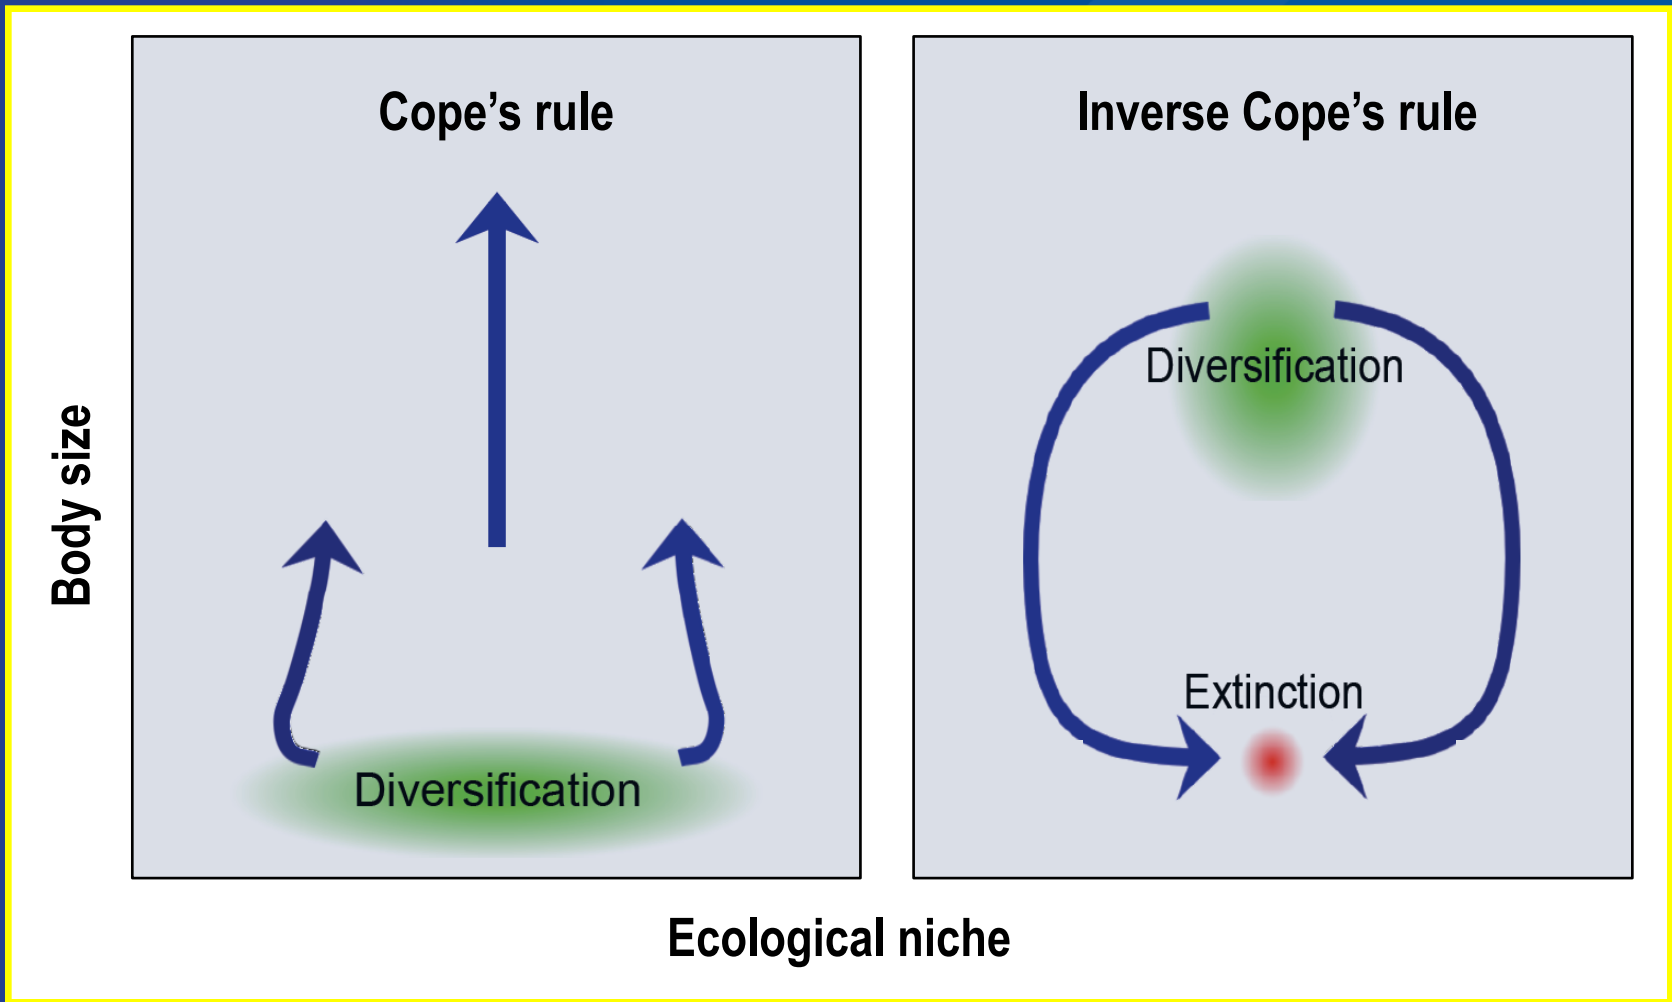 Cope’s rule
Inverse Cope’s rule
Body size
Diversification
Diversification
Extinction
Ecological niche